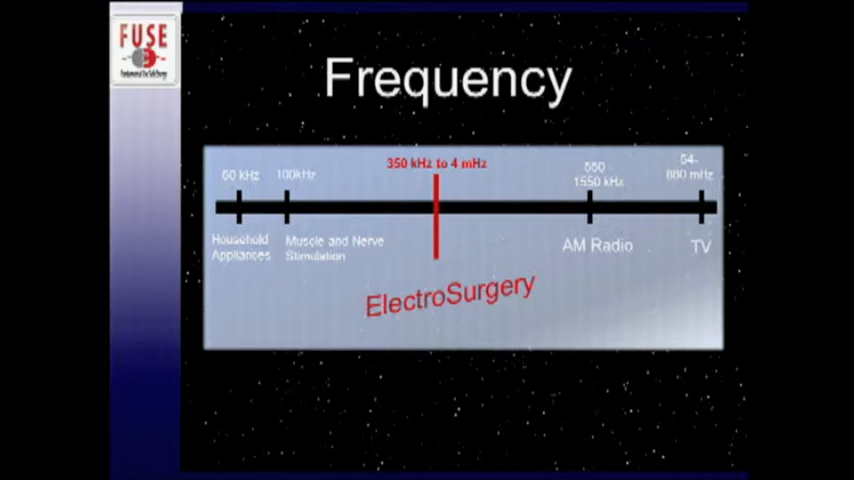 FUSE
Frequency
60 kHz
100kHz
350 kHz to 4 mHz
550
1550 kHz
54-
880 mHz
Household
Appliances
Muscle and Nerve
Stimulation
AM Radio
TV
ElectroSurgery